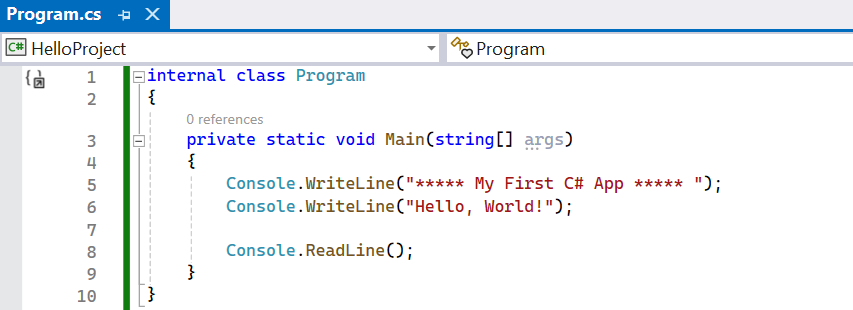 Program.cs
C# HelloProject Program
1 internal class Program
2 {
0 references
3 private static void Main(string[] args)
4 {
5 Console.WriteLine("***** My First C# App ***** ");
6 Console.WriteLine("Hello, World!");
7
8 Console.ReadLine();
9 }
10 }